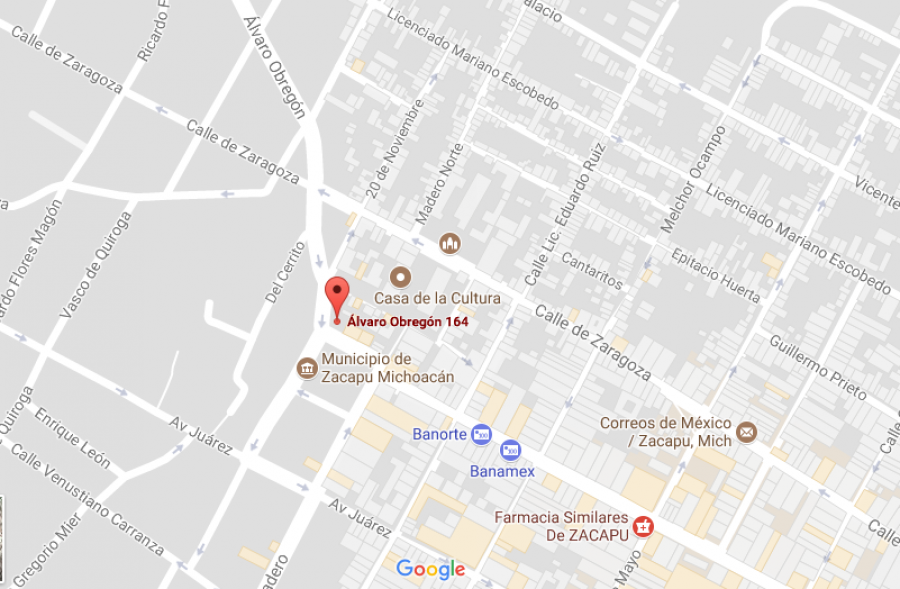 alacio
Licenciado Mariano Escobedo
Ricardo F
Álvaro Obregón
Calle de Zaragoza
Calle de Zaragoza
20 de Noviembre
Madero Norte
Calle Lic. Eduardo Ruiz
Melchor Ocampo
Vicente
Licenciado Mariano Escobedo
ardo Flores Magón
Vasco de Quiroga
Del Cerrito
Cantaritos
Epitacio Huerta
Casa de la Cultura
Álvaro Obregón 164
Calle de Zaragoza
Guillermo Prieto
Municipio de
Zacapu Michoacán
Quiroga
Av Juárez
Enrique León
Banorte
Banamex
Correos de México
/ Zacapu, Mich
Calle
Calle Venustiano Carranza
Av Juárez
Farmacia Similares
De ZACAPU
Calle
Gregorio Mier
adero
Google
Mayo